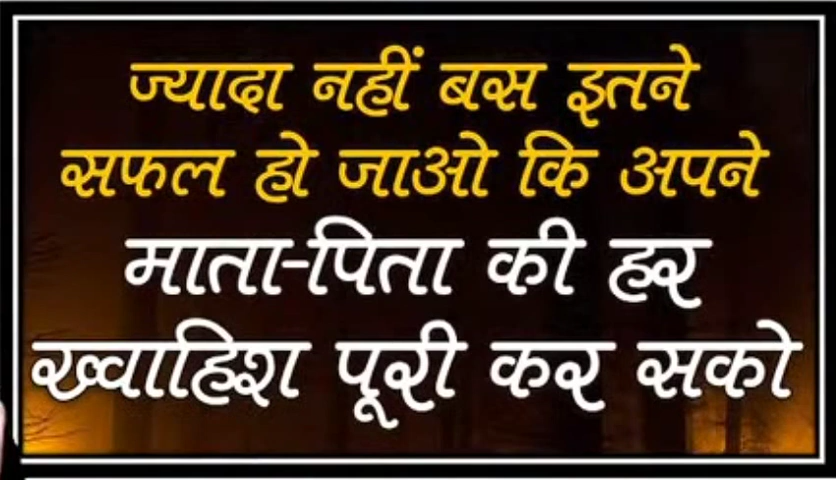 ज्यादा नहीं बस इतने
सफल हो जाओ कि अपने
माता-पिता की हर
ख्वाहिश पूरी कर सको